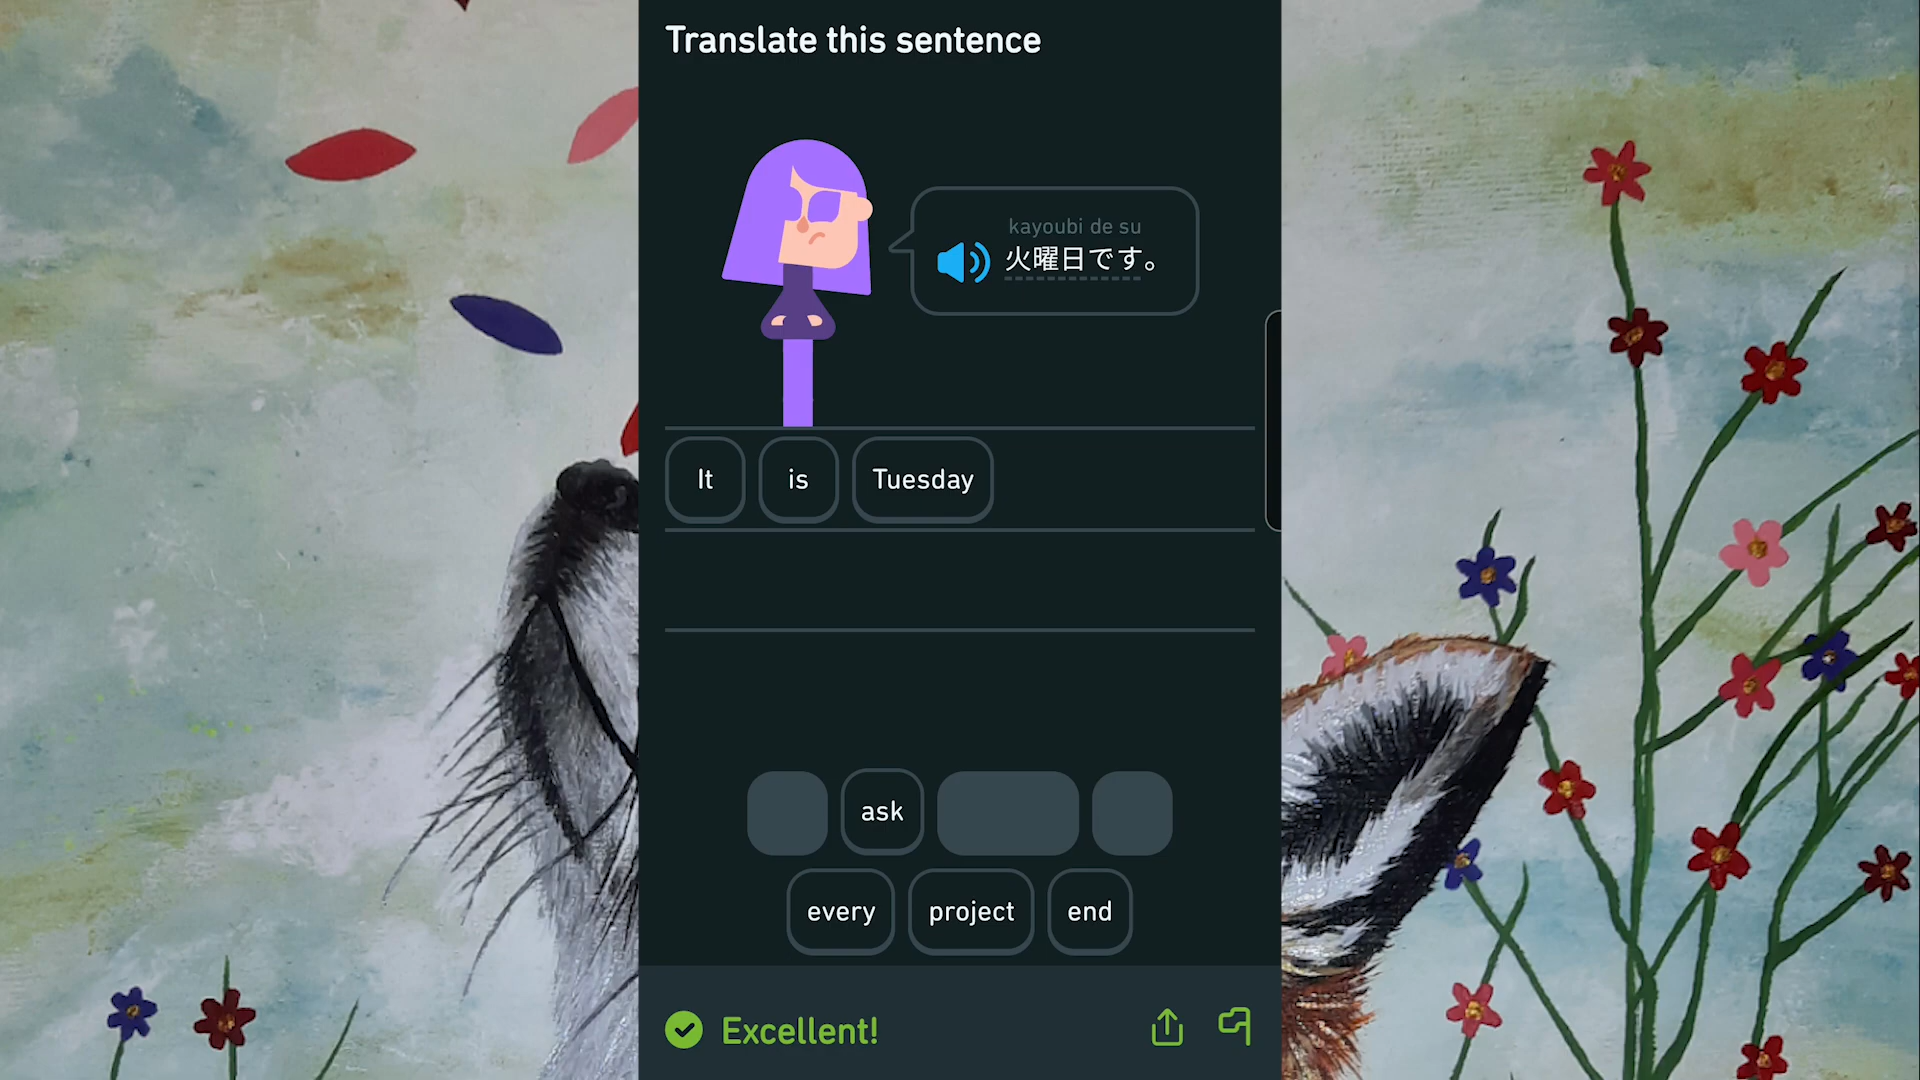 Translate this sentence
kayoubi de su
火曜日です。
It is Tuesday
ask
every project end
Excellent!